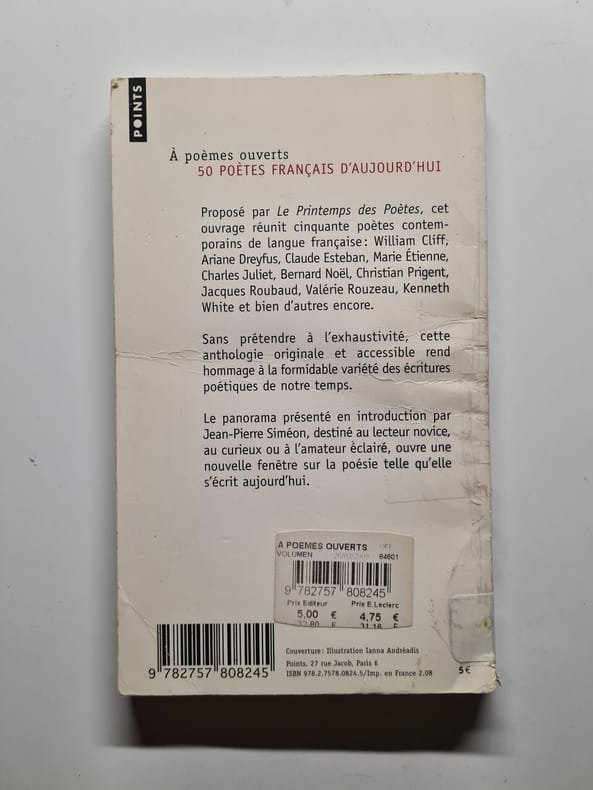 POINTS
À poèmes ouverts
50 POÈTES FRANÇAIS D'AUJOURD'HUI
Proposé par Le Printemps des Poètes, cet
ouvrage réunit cinquante poètes contem-
porains de langue française : William Cliff,
Ariane Dreyfus, Claude Esteban, Marie Étienne,
Charles Juliet, Bernard Noël, Christian Prigent,
Jacques Roubaud, Valérie Rouzeau, Kenneth
White et bien d'autres encore.
Sans prétendre à l'exhaustivité, cette
anthologie originale et accessible rend
hommage à la formidable variété des écritures
poétiques de notre temps.
Le panorama présenté en introduction par
Jean-Pierre Siméon, destiné au lecteur novice,
au curieux ou à l'amateur éclairé, ouvre une
nouvelle fenêtre sur la poésie telle qu'elle
s'écrit aujourd'hui.
A POEMES OUVERTS
VOLUMEN 84601
9 782757 808245
Prix Editeur Prix E.Leclerc
5,00 € 4,75 €
32,80 F 31,16 F
9 782757 808245
Couverture : Illustration Ianna Andréadis
Points, 27 rue Jacob, Paris 6
ISBN 978.2.7578.0824.5/Imp. en France 2.08
5 €